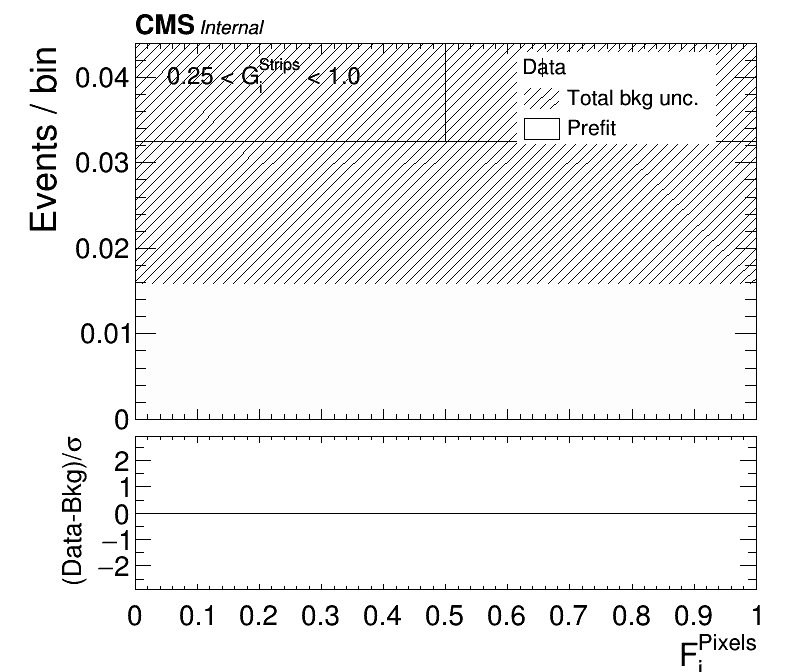 CMS Internal
Events / bin
0.04
0.03
0.02
0.01
0
0.25 < G_i^Strips < 1.0
Data
Total bkg unc.
Prefit
(Data-Bkg)/σ
2
1
0
−1
−2
0 0.1 0.2 0.3 0.4 0.5 0.6 0.7 0.8 0.9 1
F_i^Pixels